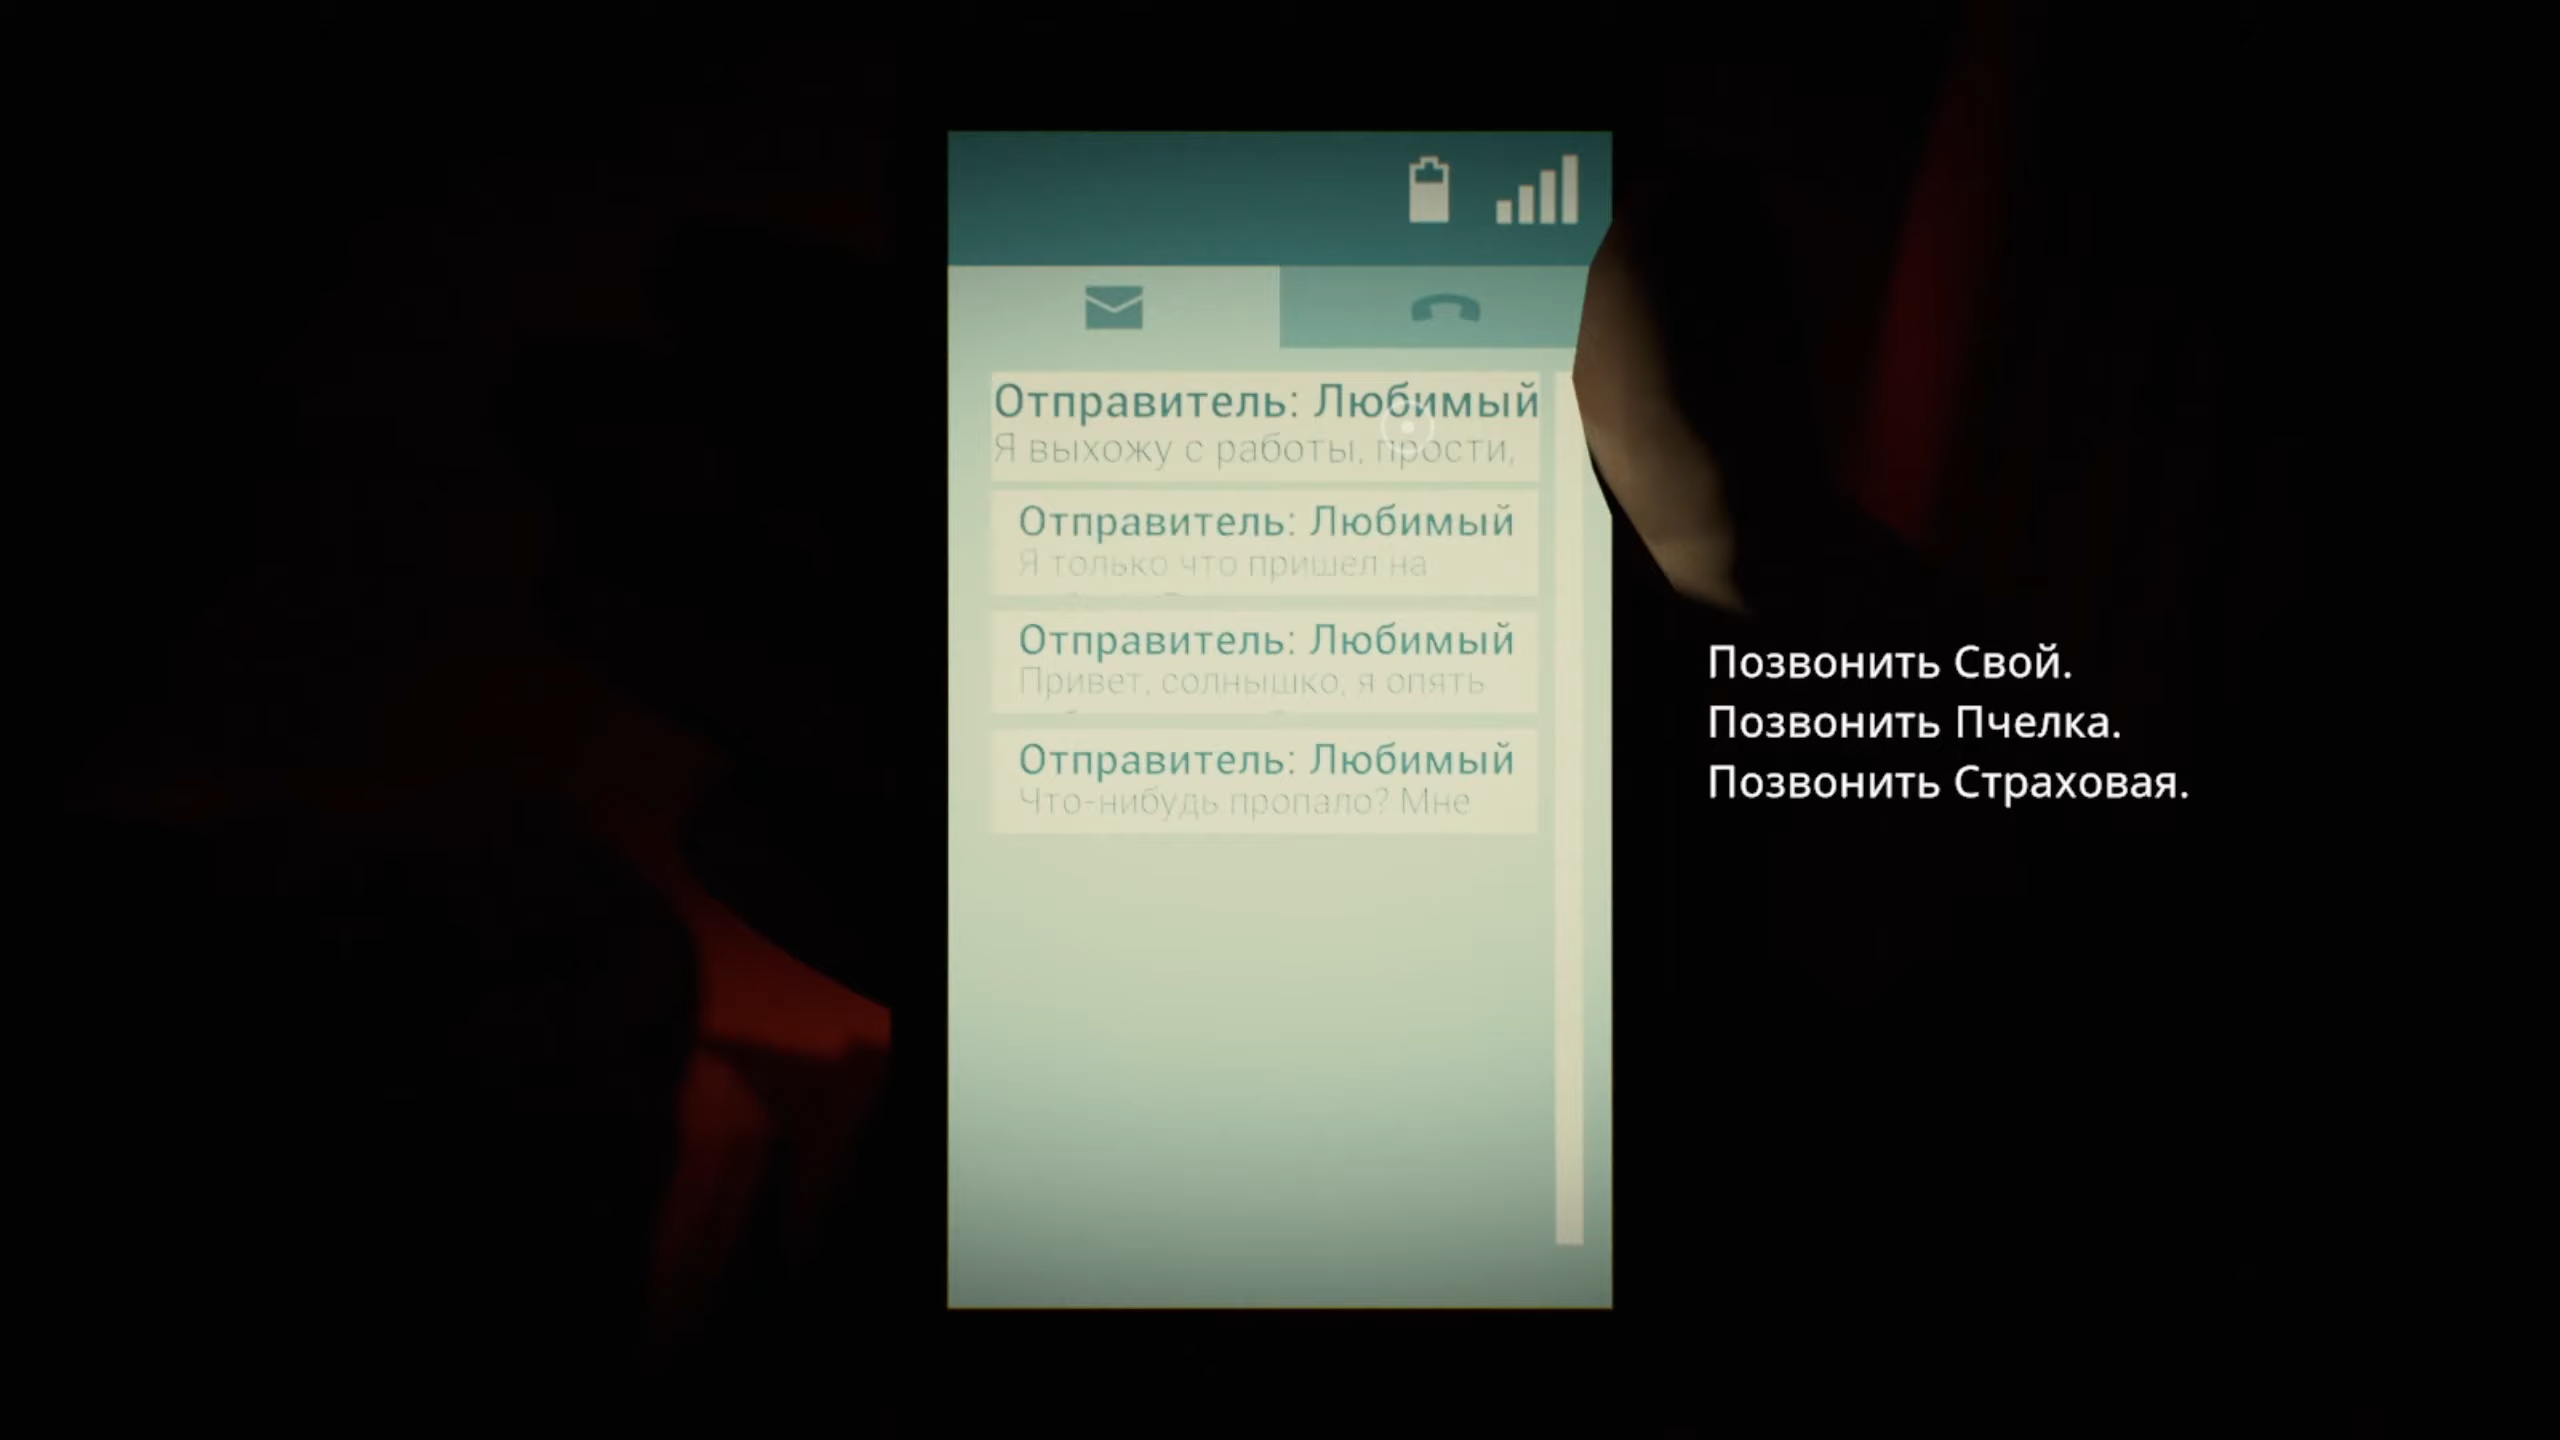 Отправитель: Любимый
Я выхожу с работы, прости,
Отправитель: Любимый
Я только что пришел на
Отправитель: Любимый
Привет, солнышко, я опять
Отправитель: Любимый
Что-нибудь пропало? Мне
Позвонить Свой.
Позвонить Пчелка.
Позвонить Страховая.